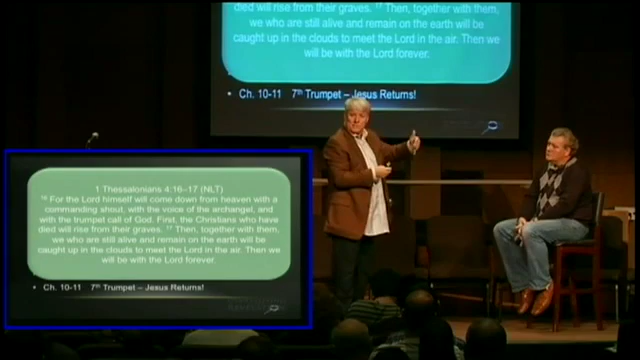 died will rise from their graves. 17 Then, together with them,
we who are still alive and remain on the earth will be
caught up in the clouds to meet the Lord in the air. Then we
will be with the Lord forever.
Ch. 10-11 7th Trumpet – Jesus Returns!
1 Thessalonians 4:16–17 (NLT)
16 For the Lord himself will come down from heaven with a
commanding shout, with the voice of the archangel, and
with the trumpet call of God. First, the Christians who have
died will rise from their graves. 17 Then, together with them,
we who are still alive and remain on the earth will be
caught up in the clouds to meet the Lord in the air. Then we
will be with the Lord forever.
Ch. 10-11 7th Trumpet – Jesus Returns!